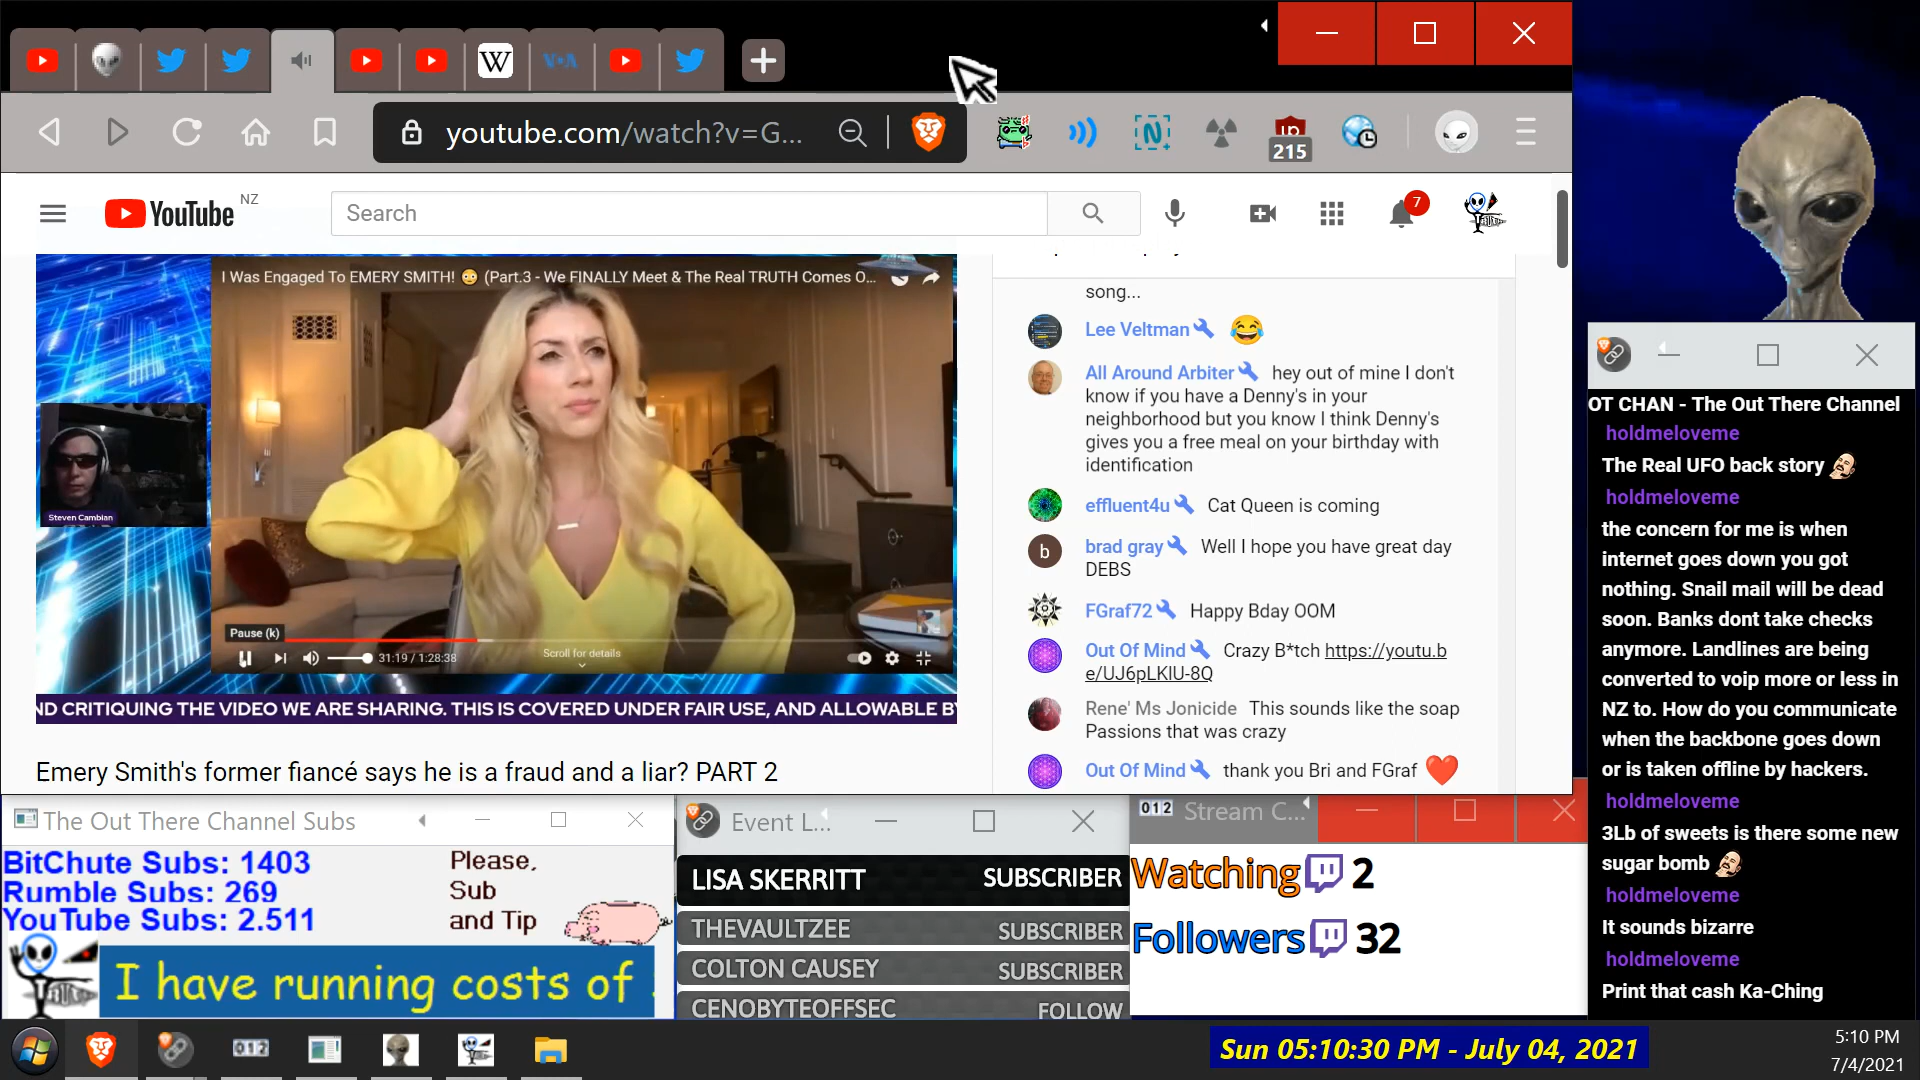 youtube.com/watch?v=G...
215
YouTube NZ
Search
7
I Was Engaged To EMERY SMITH! 😳 (Part.3 - We FINALLY Meet & The Real TRUTH Comes O...
Steven Cambian
Pause (k)
31:19 / 1:28:38
Scroll for details
ND CRITIQUING THE VIDEO WE ARE SHARING. THIS IS COVERED UNDER FAIR USE, AND ALLOWABLE BY
Emery Smith's former fiancé says he is a fraud and a liar? PART 2
song...
Lee Veltman 😂
All Around Arbiter hey out of mine I don't
know if you have a Denny's in your
neighborhood but you know I think Denny's
gives you a free meal on your birthday with
identification
effluent4u Cat Queen is coming
b
brad gray Well I hope you have great day
DEBS
FGraf72 Happy Bday OOM
Out Of Mind Crazy B*tch https://youtu.b
e/UJ6pLKlU-8Q
Rene' Ms Jonicide This sounds like the soap
Passions that was crazy
Out Of Mind thank you Bri and FGraf ❤️
OT CHAN - The Out There Channel
holdmeloveme
The Real UFO back story
holdmeloveme
the concern for me is when
internet goes down you got
nothing. Snail mail will be dead
soon. Banks dont take checks
anymore. Landlines are being
converted to voip more or less in
NZ to. How do you communicate
when the backbone goes down
or is taken offline by hackers.
holdmeloveme
3Lb of sweets is there some new
sugar bomb
holdmeloveme
It sounds bizarre
holdmeloveme
Print that cash Ka-Ching
The Out There Channel Subs
BitChute Subs: 1403
Rumble Subs: 269
YouTube Subs: 2.511
Please,
Sub
and Tip
I have running costs of
Event L...
LISA SKERRITT SUBSCRIBER
THEVAULTZEE SUBSCRIBER
COLTON CAUSEY SUBSCRIBER
CENOBYTEOFFSEC FOLLOW
012 Stream C...
Watching 2
Followers 32
012
Sun 05:10:30 PM - July 04, 2021
5:10 PM
7/4/2021